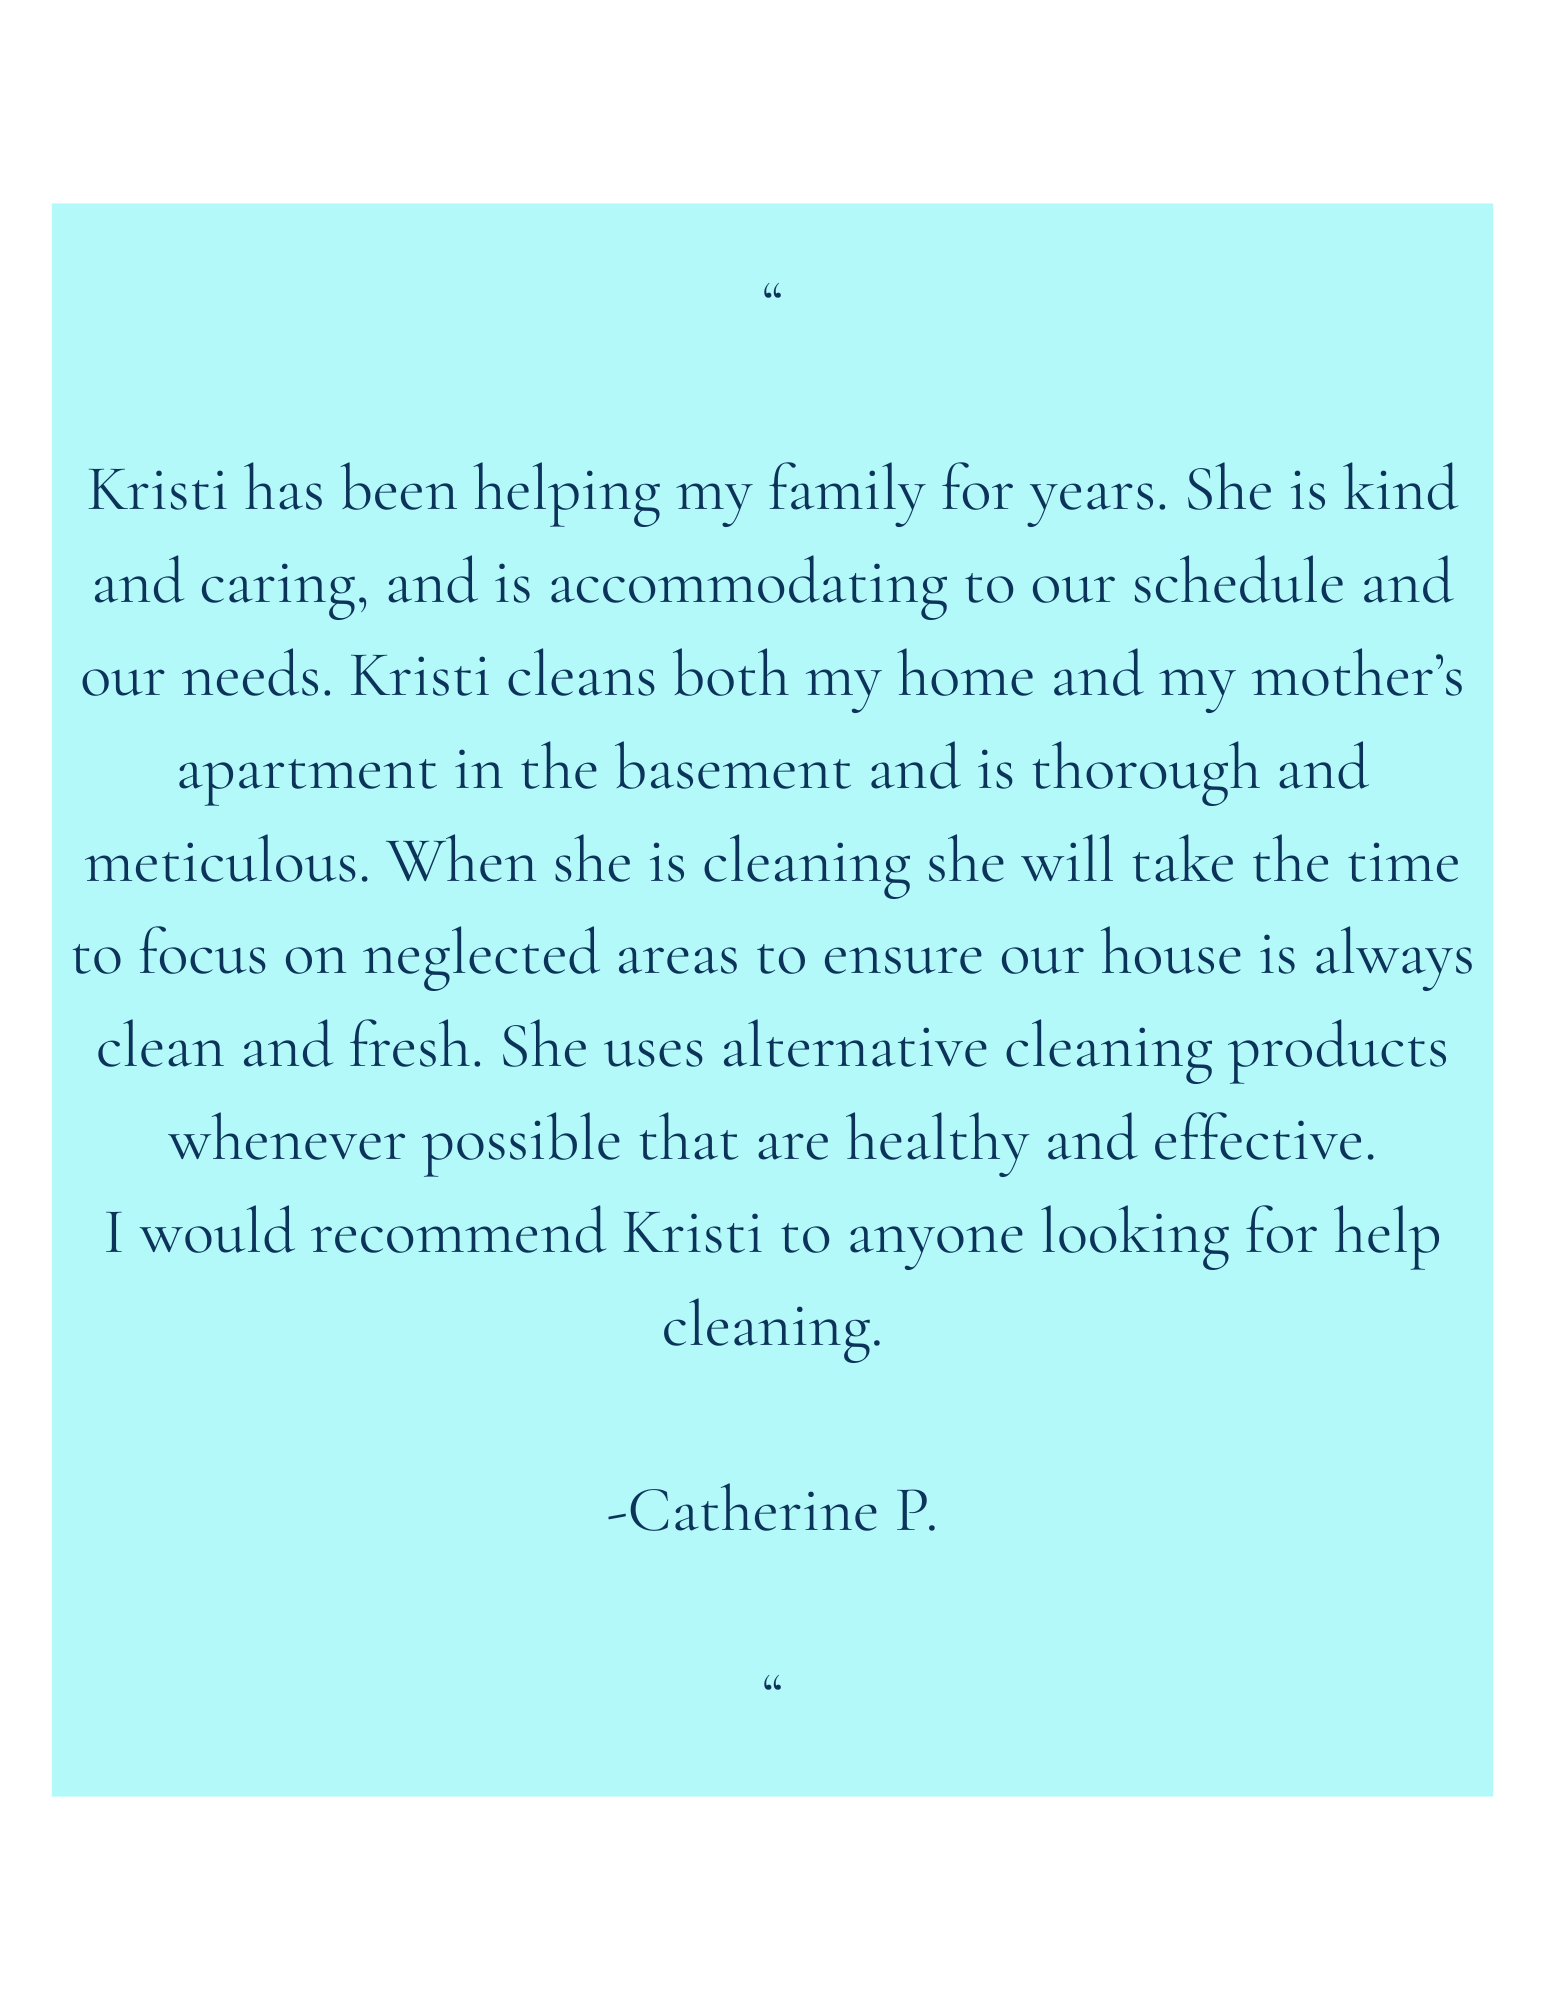 “
Kristi has been helping my family for years. She is kind
and caring, and is accommodating to our schedule and
our needs. Kristi cleans both my home and my mother’s
apartment in the basement and is thorough and
meticulous. When she is cleaning she will take the time
to focus on neglected areas to ensure our house is always
clean and fresh. She uses alternative cleaning products
whenever possible that are healthy and effective.
I would recommend Kristi to anyone looking for help
cleaning.
-Catherine P.
“